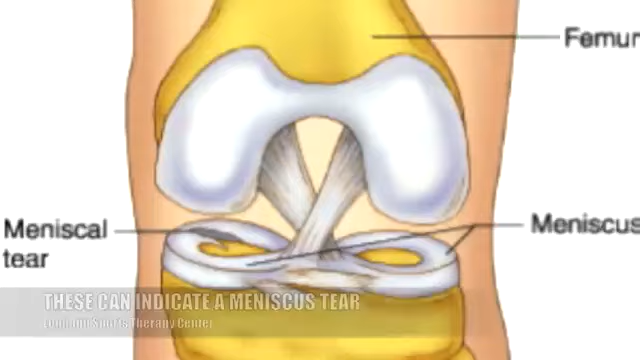 Femur
Meniscal
tear
Meniscus
THESE CAN INDICATE A MENISCUS TEAR
Sports Therapy Center